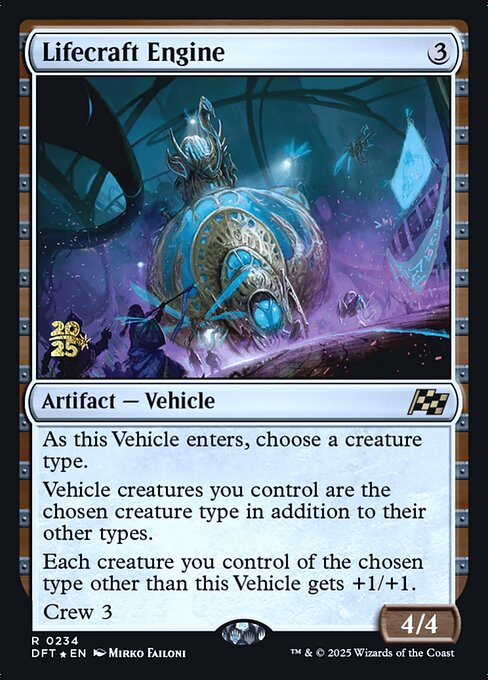 Lifecraft Engine 3
20
25
Artifact — Vehicle
As this Vehicle enters, choose a creature
type.
Vehicle creatures you control are the
chosen creature type in addition to their
other types.
Each creature you control of the chosen
type other than this Vehicle gets +1/+1.
Crew 3
4/4
R 0234
DFT ★ EN Mirko Failoni
™ & © 2025 Wizards of the Coast